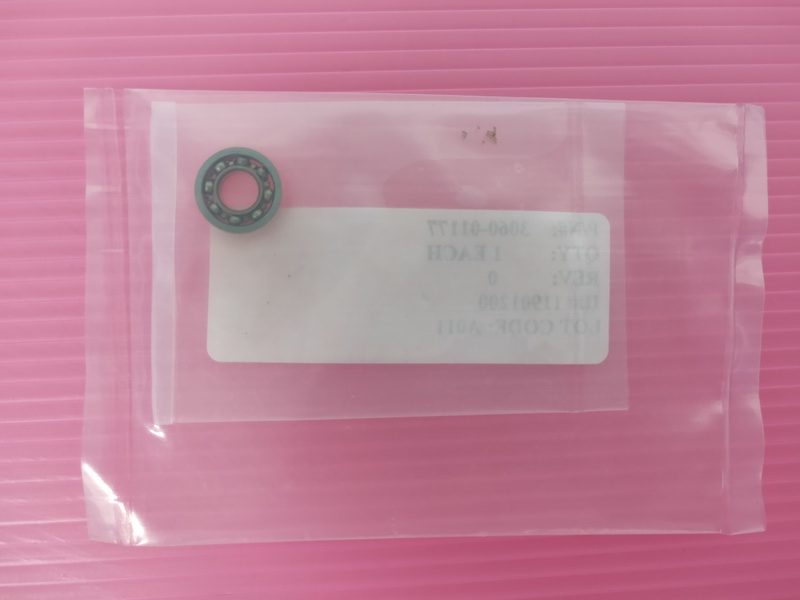 P/N#: 3060-01177
QTY: 1 EACH
REV: 0
ID#:11901200
LOT CODE: A011